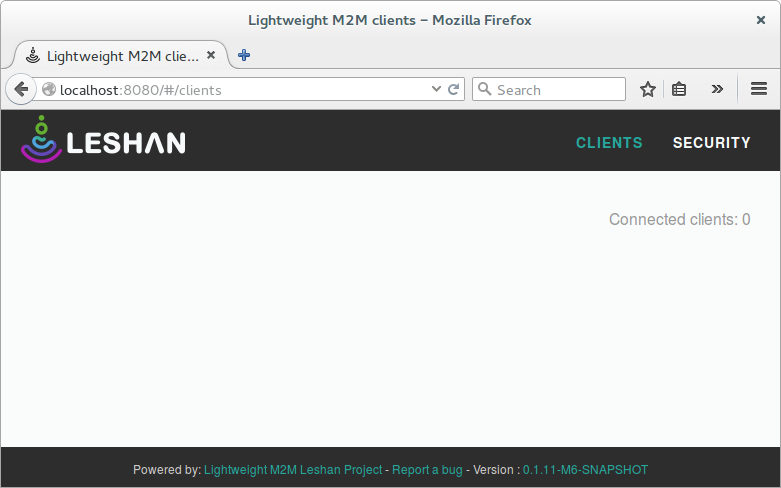 Lightweight M2M clients – Mozilla Firefox
Lightweight M2M clie...
localhost:8080/#/clients
Search
LESHAN
CLIENTS
SECURITY
Connected clients: 0
Powered by: Lightweight M2M Leshan Project - Report a bug - Version : 0.1.11-M6-SNAPSHOT